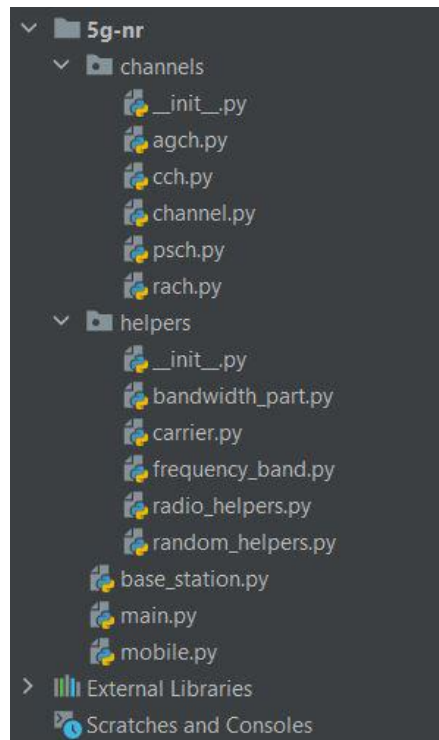 5g-nr
channels
__init__.py
agch.py
cch.py
channel.py
psch.py
rach.py
helpers
__init__.py
bandwidth_part.py
carrier.py
frequency_band.py
radio_helpers.py
random_helpers.py
base_station.py
main.py
mobile.py
External Libraries
Scratches and Consoles